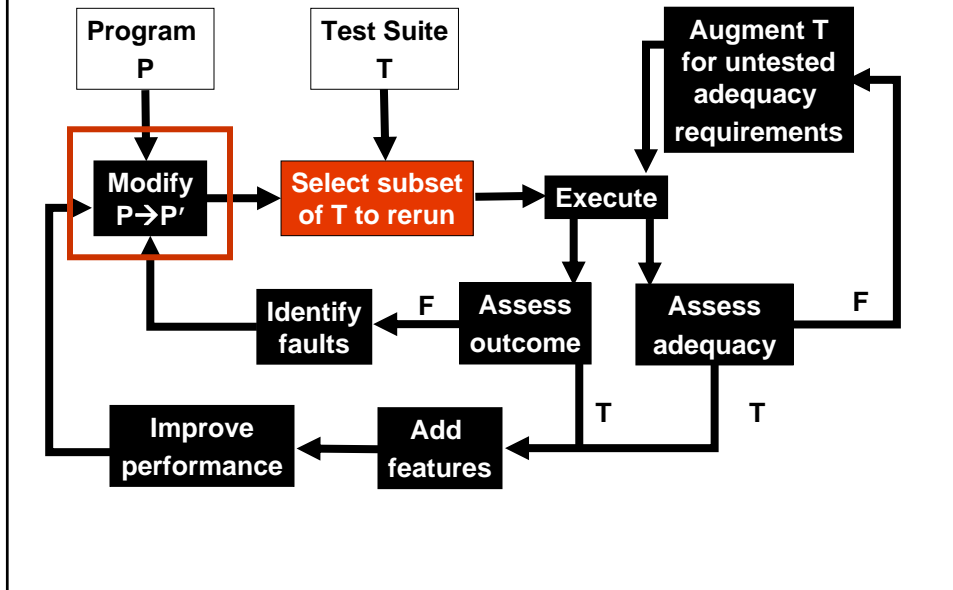 Program
P
Test Suite
T
Augment T
for untested
adequacy
requirements
Modify
P→P’
Select subset
of T to rerun
Execute
Identify
faults
F
Assess
outcome
Assess
adequacy
F
T
T
Improve
performance
Add
features